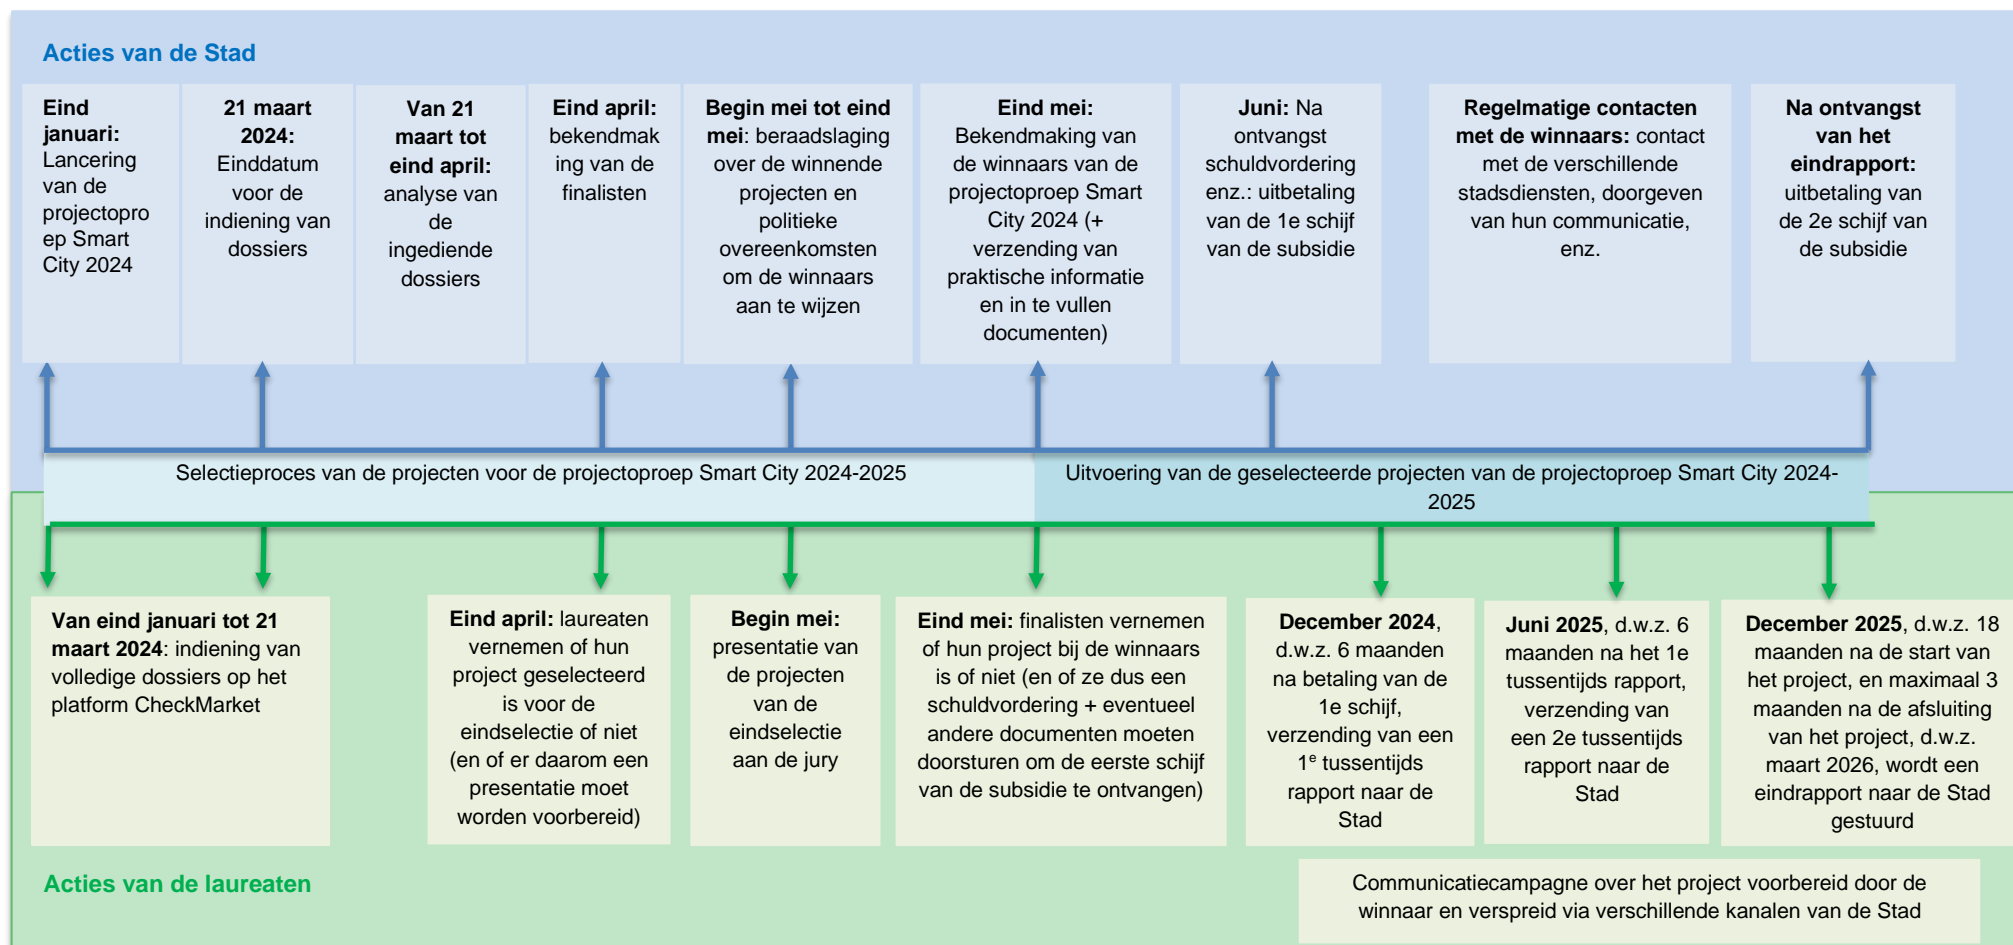 Acties van de Stad
Eind
januari:
Lancering
van de
projectopro
ep Smart
City 2024
21 maart
2024:
Einddatum
voor de
indiening van
dossiers
Van 21
maart tot
eind april:
analyse van
de
ingediende
dossiers
Eind april:
bekendmak
ing van de
finalisten
Begin mei tot eind
mei: beraadslaging
over de winnende
projecten en
politieke
overeenkomsten
om de winnaars
aan te wijzen
Eind mei:
Bekendmaking van
de winnaars van de
projectoproep Smart
City 2024 (+
verzending van
praktische informatie
en in te vullen
documenten)
Juni: Na
ontvangst
schuldvordering
enz.: uitbetaling
van de 1e schijf
van de subsidie
Regelmatige contacten
met de winnaars: contact
met de verschillende
stadsdiensten, doorgeven
van hun communicatie,
enz.
Na ontvangst
van het
eindrapport:
uitbetaling van
de 2e schijf van
de subsidie
Selectieproces van de projecten voor de projectoproep Smart City 2024-2025
Uitvoering van de geselecteerde projecten van de projectoproep Smart City 2024-
2025
Van eind januari tot 21
maart 2024: indiening van
volledige dossiers op het
platform CheckMarket
Eind april: laureaten
vernemen of hun
project geselecteerd
is voor de
eindselectie of niet
(en of er daarom een
presentatie moet
worden voorbereid)
Begin mei:
presentatie van
de projecten
van de
eindselectie
aan de jury
Eind mei: finalisten vernemen
of hun project bij de winnaars
is of niet (en of ze dus een
schuldvordering + eventueel
andere documenten moeten
doorsturen om de eerste schijf
van de subsidie te ontvangen)
December 2024,
d.w.z. 6 maanden
na betaling van de
1e schijf,
verzending van een
1e tussentijds
rapport naar de
Stad
Juni 2025, d.w.z. 6
maanden na het 1e
tussentijds rapport,
verzending van
een 2e tussentijds
rapport naar de
Stad
December 2025, d.w.z. 18
maanden na de start van
het project, en maximaal 3
maanden na de afsluiting
van het project, d.w.z.
maart 2026, wordt een
eindrapport naar de Stad
gestuurd
Acties van de laureaten
Communicatiecampagne over het project voorbereid door de
winnaar en verspreid via verschillende kanalen van de Stad